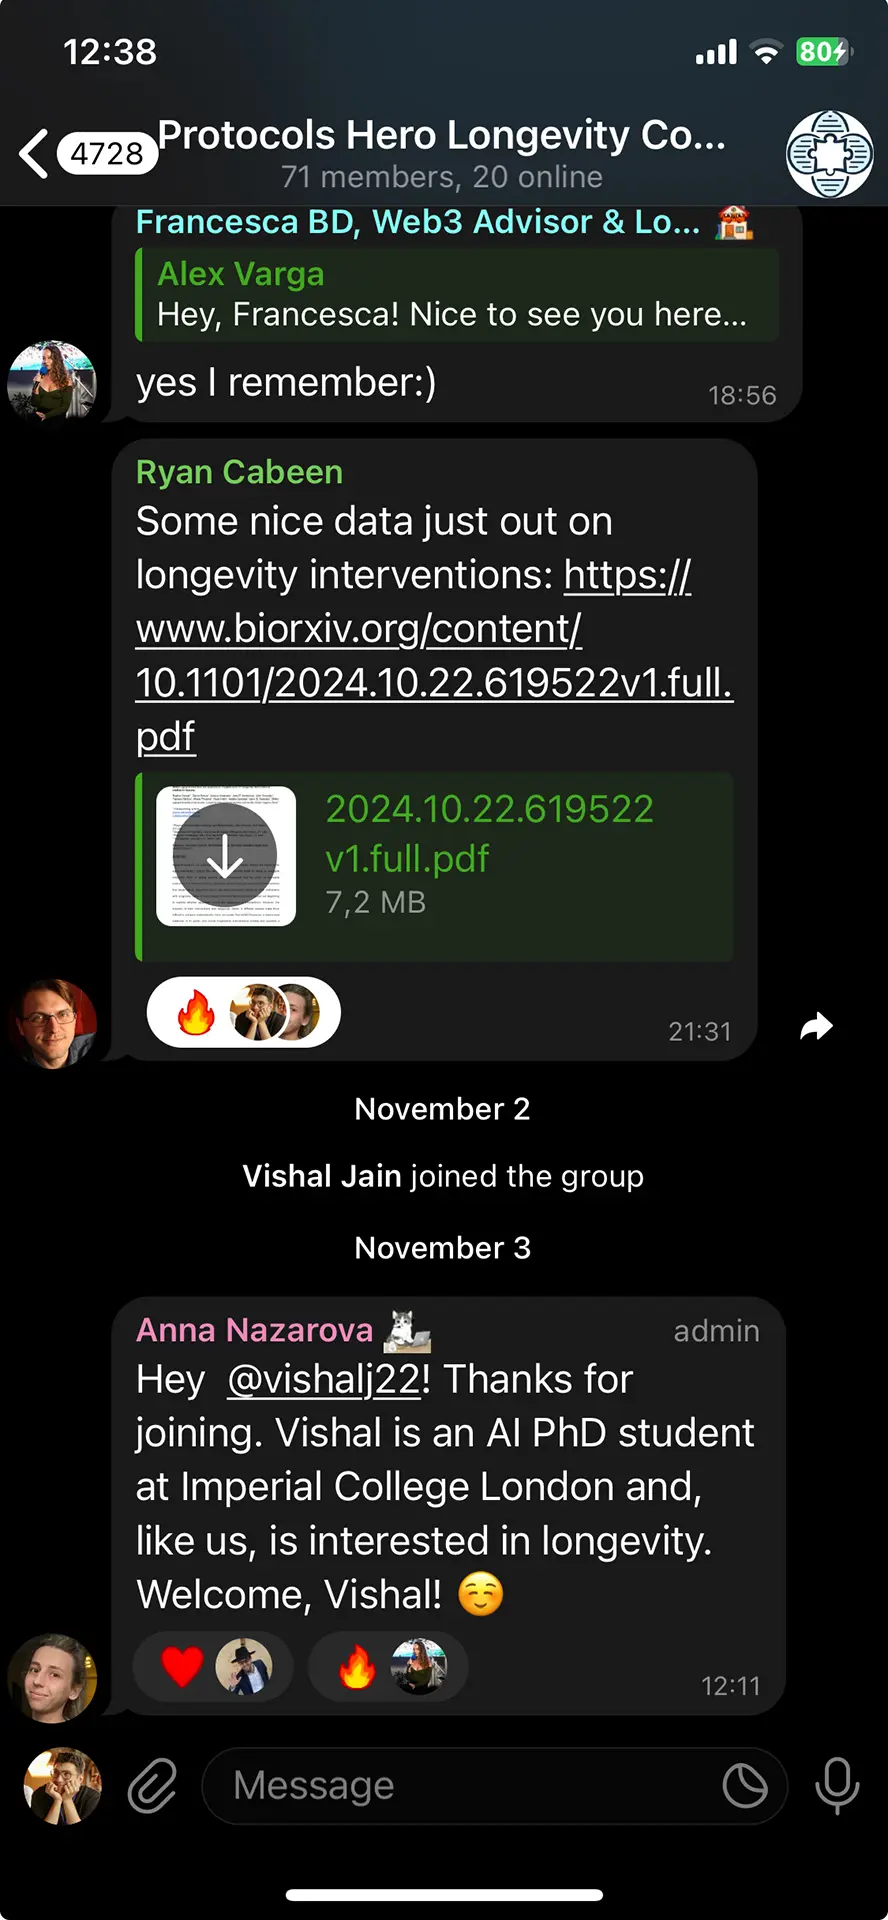 12:38
80
4728
Protocols Hero Longevity Co...
71 members, 20 online
Francesca BD, Web3 Advisor & Lo...
Alex Varga
Hey, Francesca! Nice to see you here...
yes I remember:)
18:56
Ryan Cabeen
Some nice data just out on
longevity interventions: https://
www.biorxiv.org/content/
10.1101/2024.10.22.619522v1.full.
pdf
2024.10.22.619522
v1.full.pdf
7,2 MB
21:31
November 2
Vishal Jain joined the group
November 3
Anna Nazarova
admin
Hey @vishalj22! Thanks for
joining. Vishal is an AI PhD student
at Imperial College London and,
like us, is interested in longevity.
Welcome, Vishal! ☺️
12:11
Message